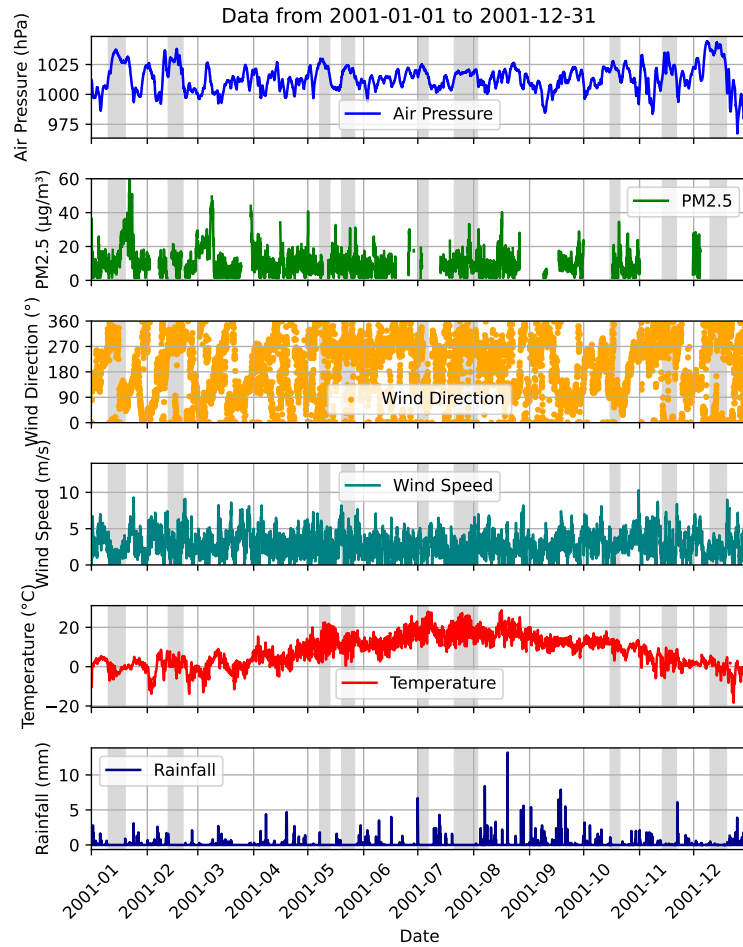 Data from 2001-01-01 to 2001-12-31
Air Pressure (hPa)
1025
1000
975
Air Pressure
PM2.5 (μg/m³)
60
40
20
0
PM2.5
Wind Direction (°)
360
270
180
90
0
Wind Direction
Wind Speed (m/s)
10
5
0
Wind Speed
Temperature (°C)
20
0
−20
Temperature
Rainfall (mm)
10
5
0
Rainfall
2001-01
2001-02
2001-03
2001-04
2001-05
2001-06
2001-07
2001-08
2001-09
2001-10
2001-11
2001-12
Date